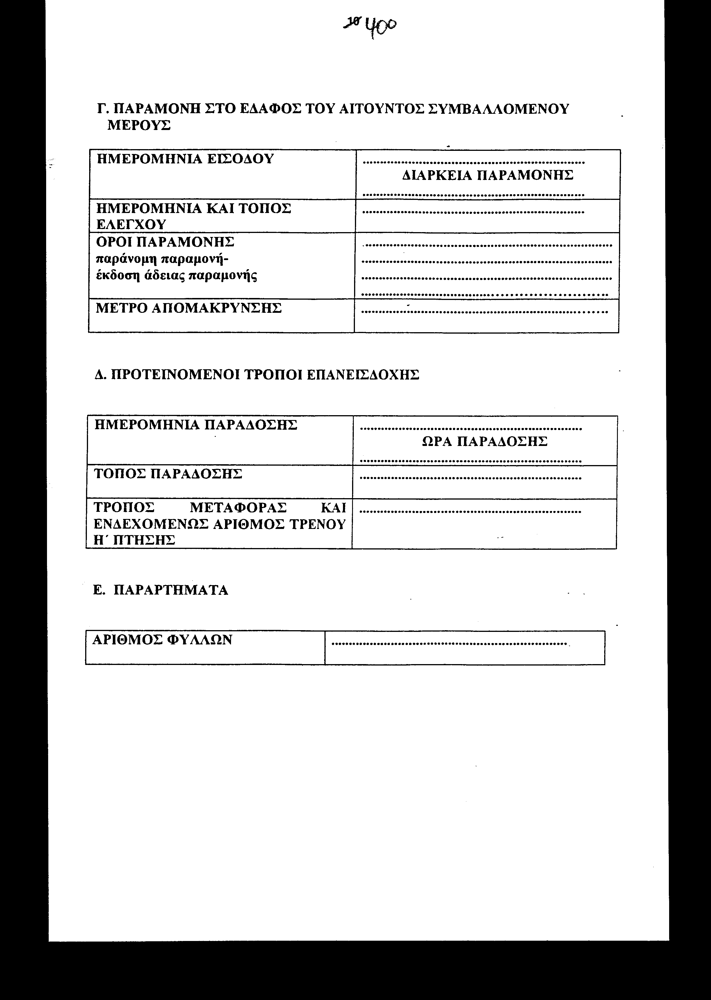 10 400
Γ. ΠΑΡΑΜΟΝΗ ΣΤΟ ΕΔΑΦΟΣ ΤΟΥ ΑΙΤΟΥΝΤΟΣ ΣΥΜΒΑΛΛΟΜΕΝΟΥ
ΜΕΡΟΥΣ
ΗΜΕΡΟΜΗΝΙΑ ΕΙΣΟΔΟΥ ................................................................
ΔΙΑΡΚΕΙΑ ΠΑΡΑΜΟΝΗΣ
................................................................
ΗΜΕΡΟΜΗΝΙΑ ΚΑΙ ΤΟΠΟΣ ................................................................
ΕΛΕΓΧΟΥ
ΟΡΟΙ ΠΑΡΑΜΟΝΗΣ ................................................................
παράνομη παραμονή- ................................................................
έκδοση άδειας παραμονής ................................................................
................................................................
ΜΕΤΡΟ ΑΠΟΜΑΚΡΥΝΣΗΣ ................................................................
Δ. ΠΡΟΤΕΙΝΟΜΕΝΟΙ ΤΡΟΠΟΙ ΕΠΑΝΕΙΣΔΟΧΗΣ
ΗΜΕΡΟΜΗΝΙΑ ΠΑΡΑΔΟΣΗΣ ................................................................
ΩΡΑ ΠΑΡΑΔΟΣΗΣ
................................................................
ΤΟΠΟΣ ΠΑΡΑΔΟΣΗΣ ................................................................
ΤΡΟΠΟΣ ΜΕΤΑΦΟΡΑΣ ΚΑΙ ................................................................
ΕΝΔΕΧΟΜΕΝΩΣ ΑΡΙΘΜΟΣ ΤΡΕΝΟΥ
Η΄ ΠΤΗΣΗΣ
Ε. ΠΑΡΑΡΤΗΜΑΤΑ
ΑΡΙΘΜΟΣ ΦΥΛΛΩΝ ................................................................